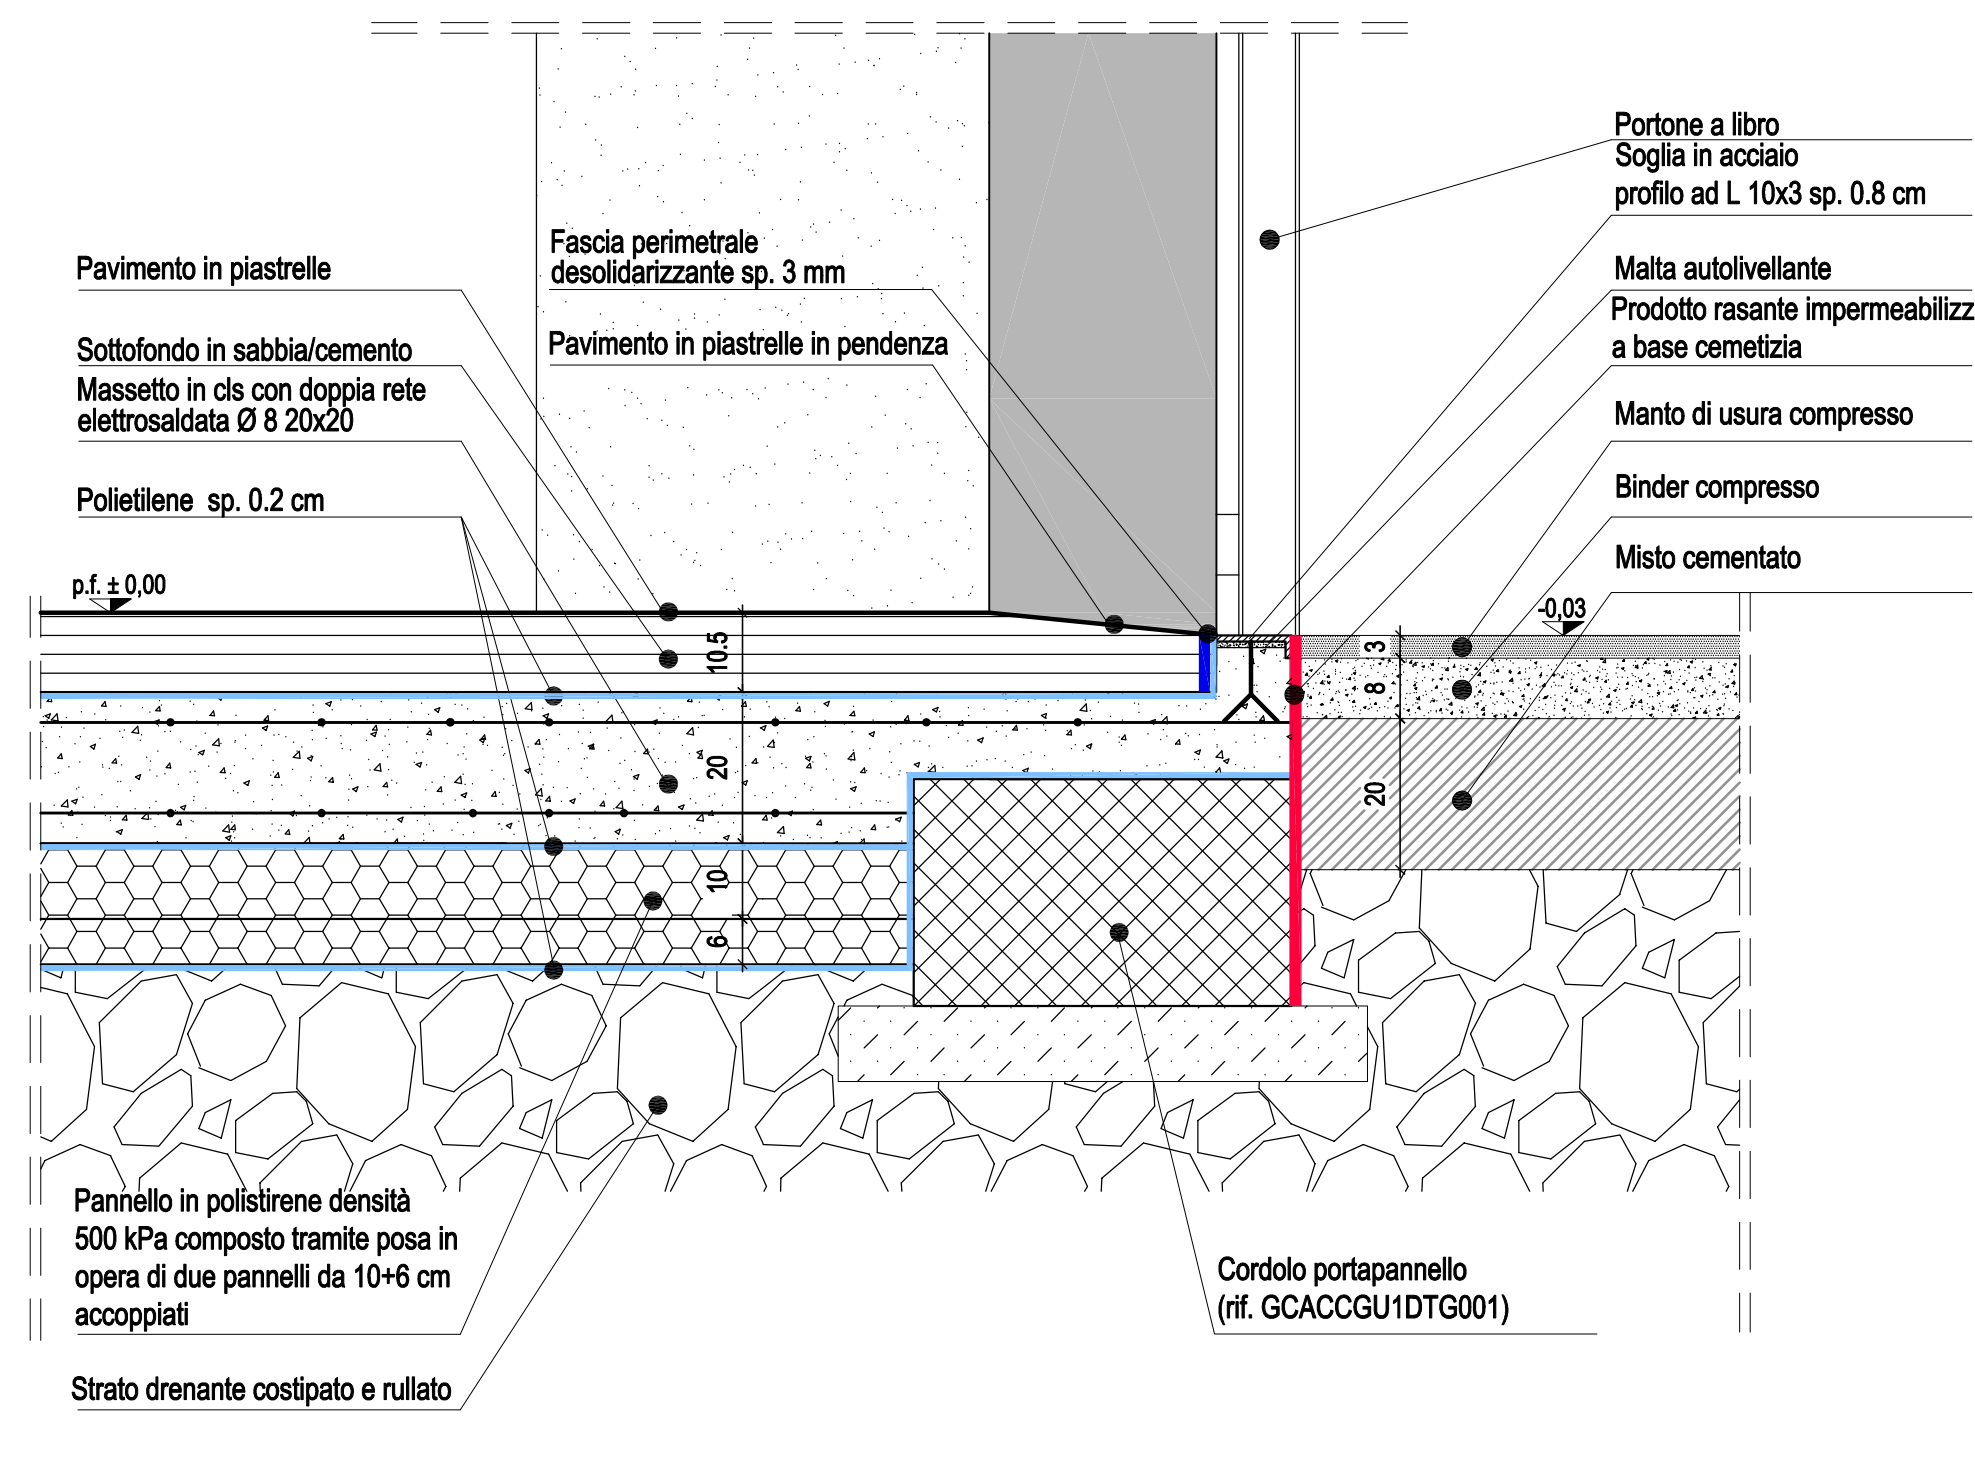 Portone a libro
Soglia in acciaio
profilo ad L 10x3 sp. 0.8 cm
Malta autolivellante
Prodotto rasante impermeabilizz
a base cemetizia
Manto di usura compresso
Binder compresso
Misto cementato
Fascia perimetrale
desolidarizzante sp. 3 mm
Pavimento in piastrelle in pendenza
Pavimento in piastrelle
Sottofondo in sabbia/cemento
Massetto in cls con doppia rete
elettrosaldata Ø 8 20x20
Polietilene sp. 0.2 cm
p.f. ± 0,00
-0,03
10.5
20
10
6
3
8
20
Pannello in polistirene densità
500 kPa composto tramite posa in
opera di due pannelli da 10+6 cm
accoppiati
Strato drenante costipato e rullato
Cordolo portapannello
(rif. GCACCGU1DTG001)